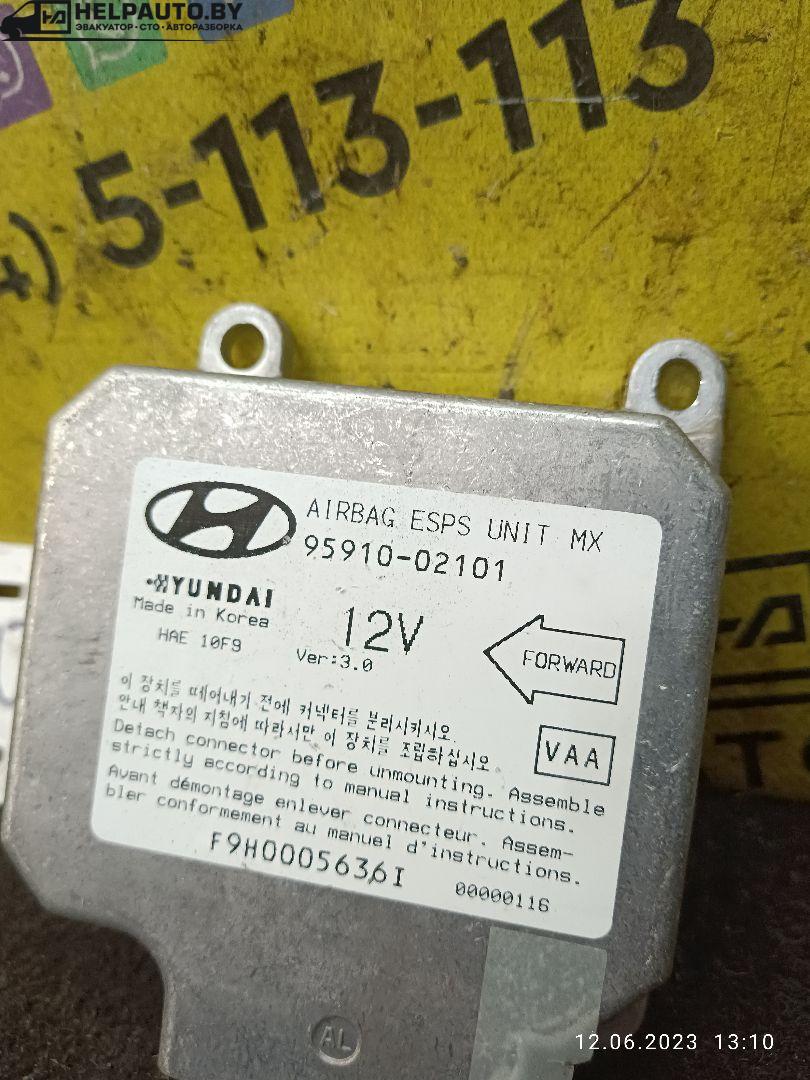 HELPAUTO.BY
ЭВАКУАТОР · СТО · АВТОРАЗБОРКА
5-113-113
AIRBAG ESPS UNIT MX
95910-02101
HYUNDAI
Made in Korea
HAE 10F9
12V
Ver:3.0
FORWARD
이 장치를 떼어내기 전에 커넥터를 분리시키시오.
안내 책자의 지침에 따라서만 이 장치를 조립하십시오.
VAA
Detach connector before unmounting. Assemble
strictly according to manual instructions.
Avant démontage enlever connecteur. Assem-
bler conformement au manuel d'instructions.
F9H0005636I
00000116
AL
12.06.2023 13:10